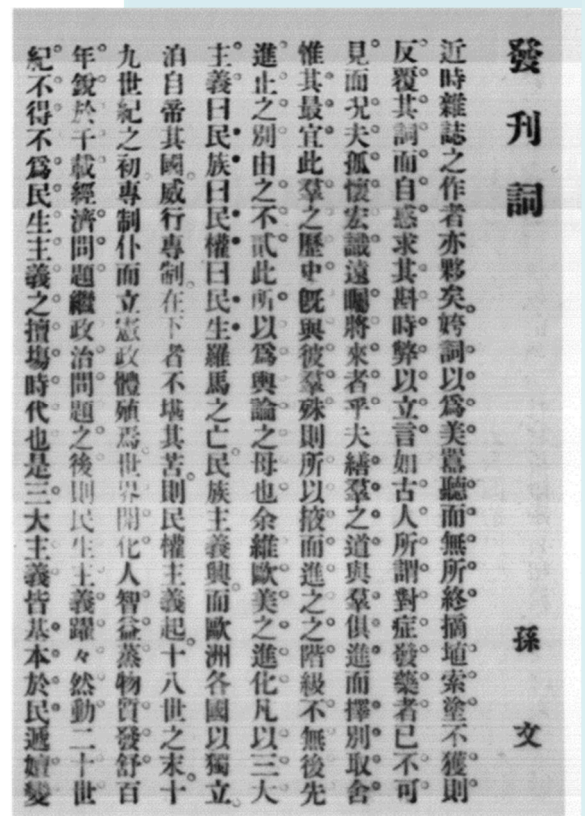 發刊詞
孫文
近時雜誌之作者亦夥矣。姱詞以爲美囂聽而無所終摘埴索塗不獲則
反覆其詞而自惑求其斟時弊以立言如古人所謂對症發藥者已不可
見而況夫孤懷宏識遠矚將來者乎夫繕羣之道與羣俱進而擇別取舍
惟其最宜此羣之歷史旣與彼羣殊則所以掖而進之之階級不無後先
進止之別由之不貳此所以爲輿論之母也余維歐美之進化凡以三大
主義曰民族曰民權曰民生羅馬之亡民族主義興而歐洲各國以獨立。
洎自帝其國威行專制在下者不堪其苦則民權主義起十八世之末十
九世紀之初專制仆而立憲政體殖焉世界開化人智益蒸物質發舒百
年銳於千載經濟問題繼政治問題之後則民生主義躍々然動二十世
紀不得不爲民生主義之擅塲時代也是三大主義皆基本於民遞嬗變